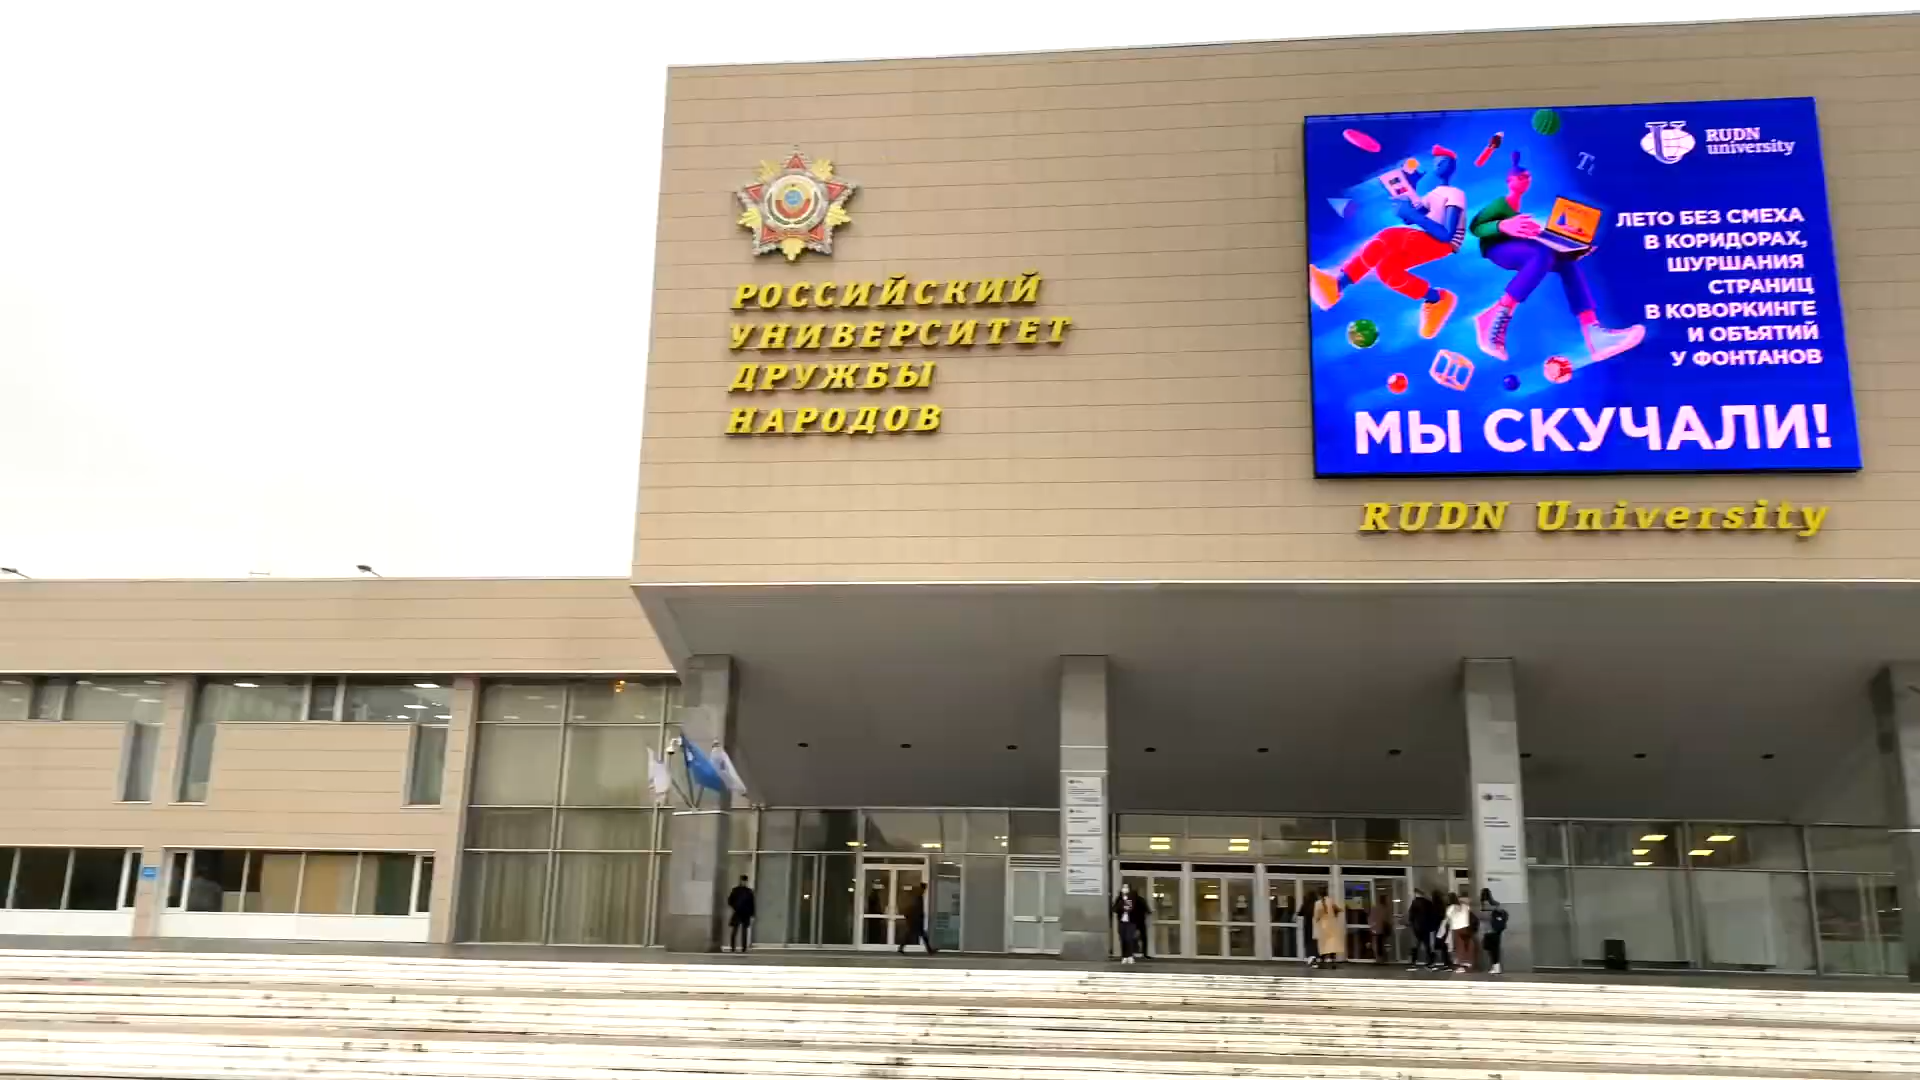 РОССИЙСКИЙ
УНИВЕРСИТЕТ
ДРУЖБЫ
НАРОДОВ
RUDN
university
ЛЕТО БЕЗ СМЕХА
В КОРИДОРАХ,
ШУРШАНИЯ
СТРАНИЦ
В КОВОРКИНГЕ
И ОБЪЯТИЙ
У ФОНТАНОВ
МЫ СКУЧАЛИ!
RUDN University